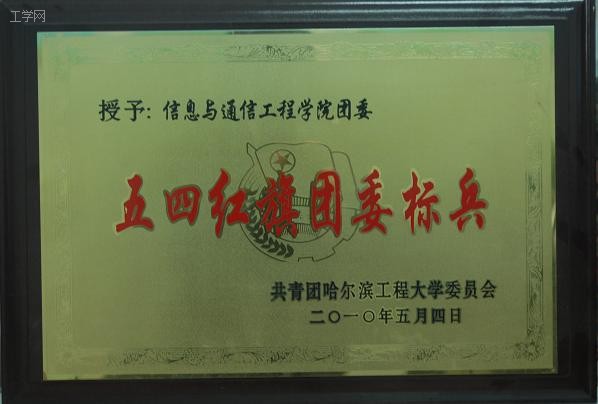 工学网
授予：信息与通信工程学院团委
五四红旗团委标兵
共青团哈尔滨工程大学委员会
二〇一〇年五月四日